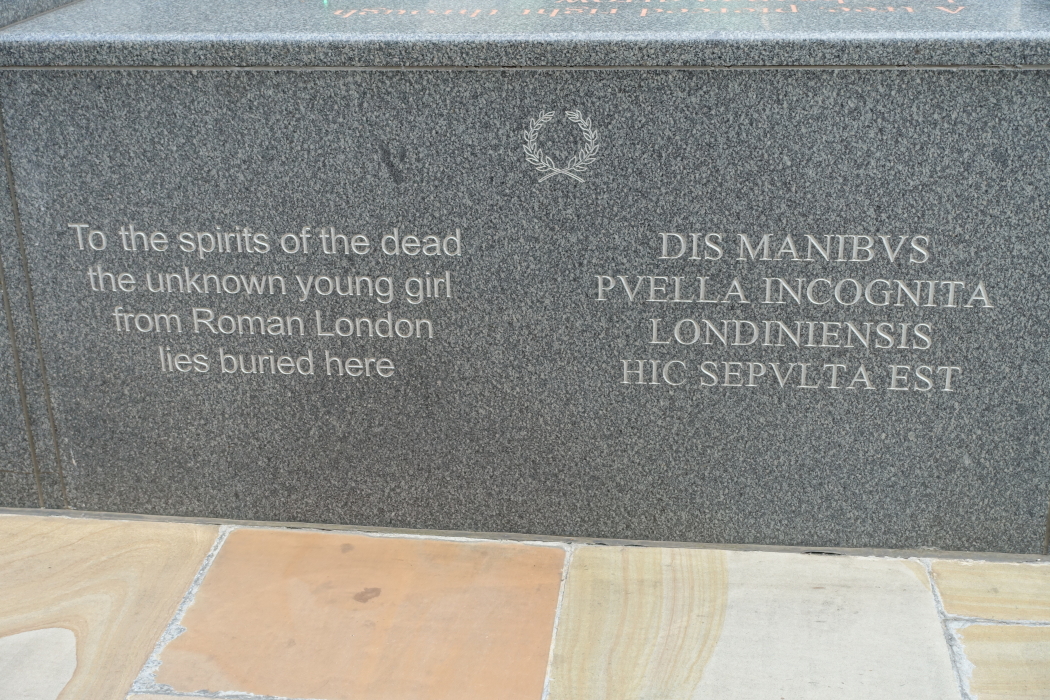 To the spirits of the dead
the unknown young girl
from Roman London
lies buried here
DIS MANIBVS
PVELLA INCOGNITA
LONDINIENSIS
HIC SEPVLTA EST